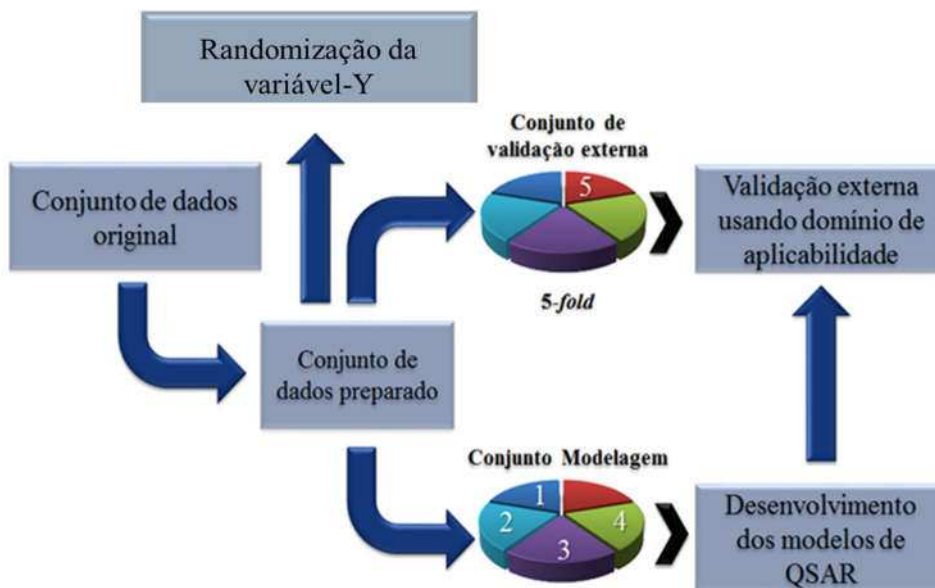 Randomização da
variável-Y
Conjunto de dados
original
Conjunto de
validação externa
5
5-fold
Validação externa
usando domínio de
aplicabilidade
Conjunto de
dados preparado
Conjunto Modelagem
1
2
3
4
Desenvolvimento
dos modelos de
QSAR